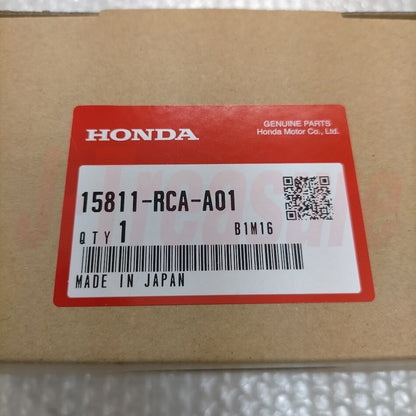 GENUINE PARTS
Honda Motor Co., Ltd.
HONDA
15811-RCA-A01
QTY 1 B1M16
MADE IN JAPAN